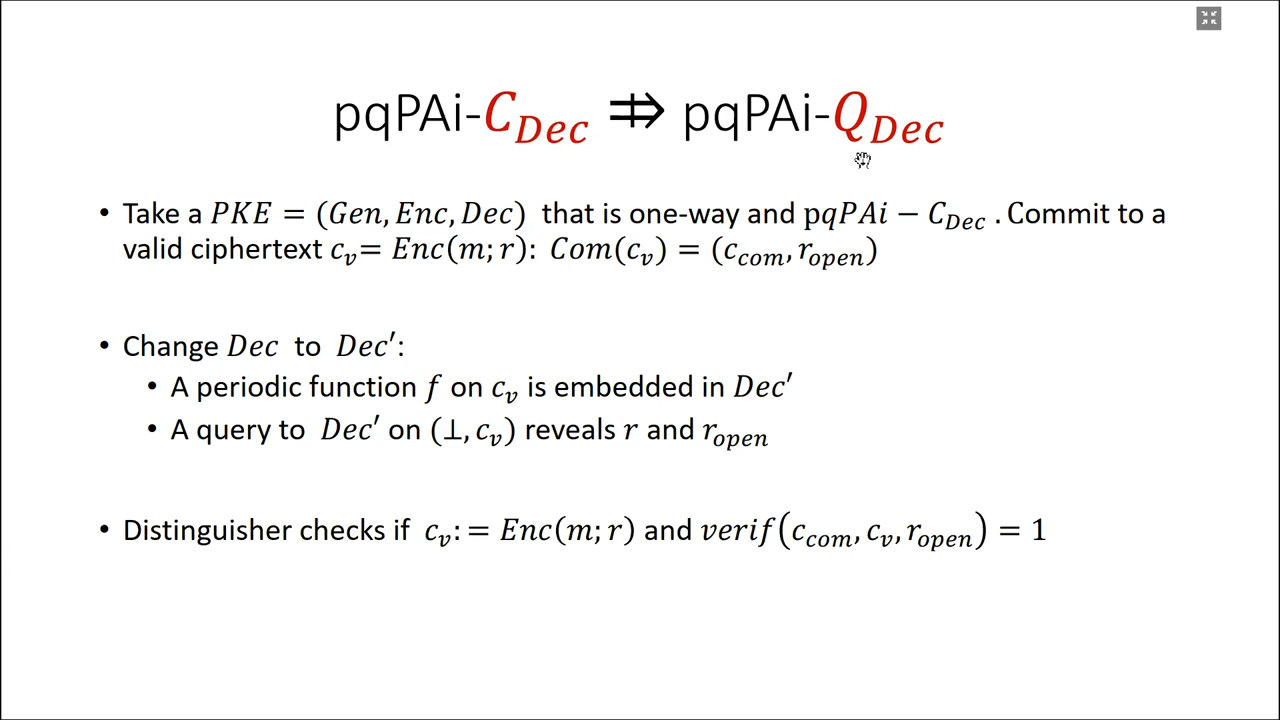 pqPAi-C_Dec ⇏ pqPAi-Q_Dec
• Take a PKE = (Gen, Enc, Dec) that is one-way and pqPAi − C_Dec . Commit to a
valid ciphertext c_v= Enc(m; r): Com(c_v) = (c_com, r_open)
• Change Dec to Dec′:
• A periodic function f on c_v is embedded in Dec′
• A query to Dec′ on (⊥, c_v) reveals r and r_open
• Distinguisher checks if c_v: = Enc(m; r) and verif(c_com, c_v, r_open) = 1